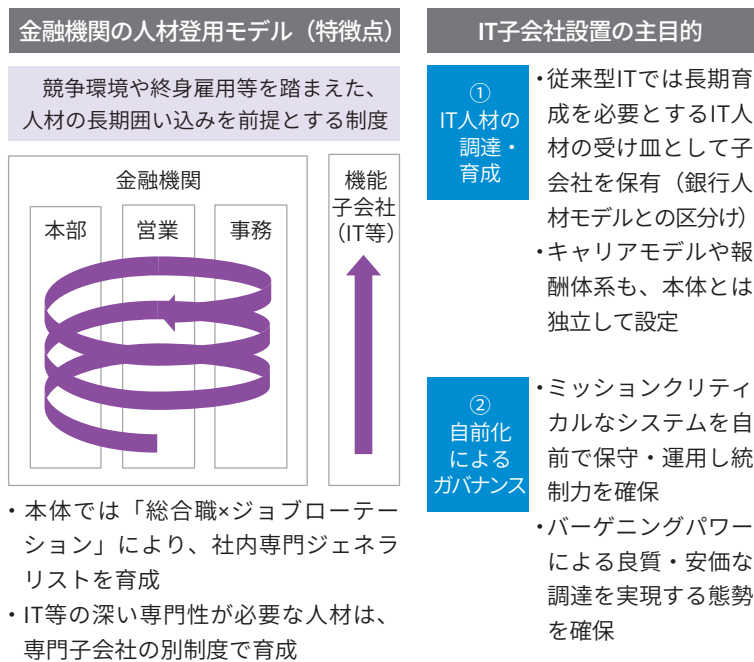 金融機関の人材登用モデル（特徴点）
競争環境や終身雇用等を踏まえた、
人材の長期囲い込みを前提とする制度
金融機関
本部
営業
事務
機能
子会社
（IT等）
・本体では「総合職×ジョブローテー
ション」により、社内専門ジェネラ
リストを育成
・IT等の深い専門性が必要な人材は、
専門子会社の別制度で育成
IT子会社設置の主目的
①
IT人材の
調達・
育成
・従来型ITでは長期育
成を必要とするIT人
材の受け皿として子
会社を保有（銀行人
材モデルとの区分け）
・キャリアモデルや報
酬体系も、本体とは
独立して設定
②
自前化
による
ガバナンス
・ミッションクリティ
カルなシステムを自
前で保守・運用し統
制力を確保
・バーゲニングパワー
による良質・安価な
調達を実現する態勢
を確保